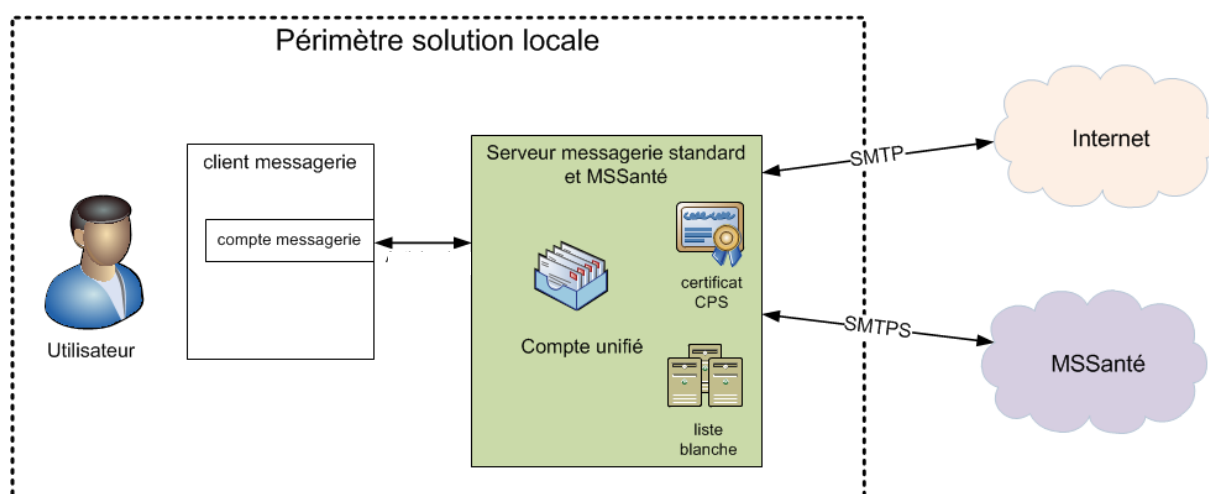 Périmètre solution locale
client messagerie
compte messagerie
Utilisateur
Serveur messagerie standard
et MSSanté
certificat
CPS
Compte unifié
liste
blanche
SMTP
Internet
SMTPS
MSSanté